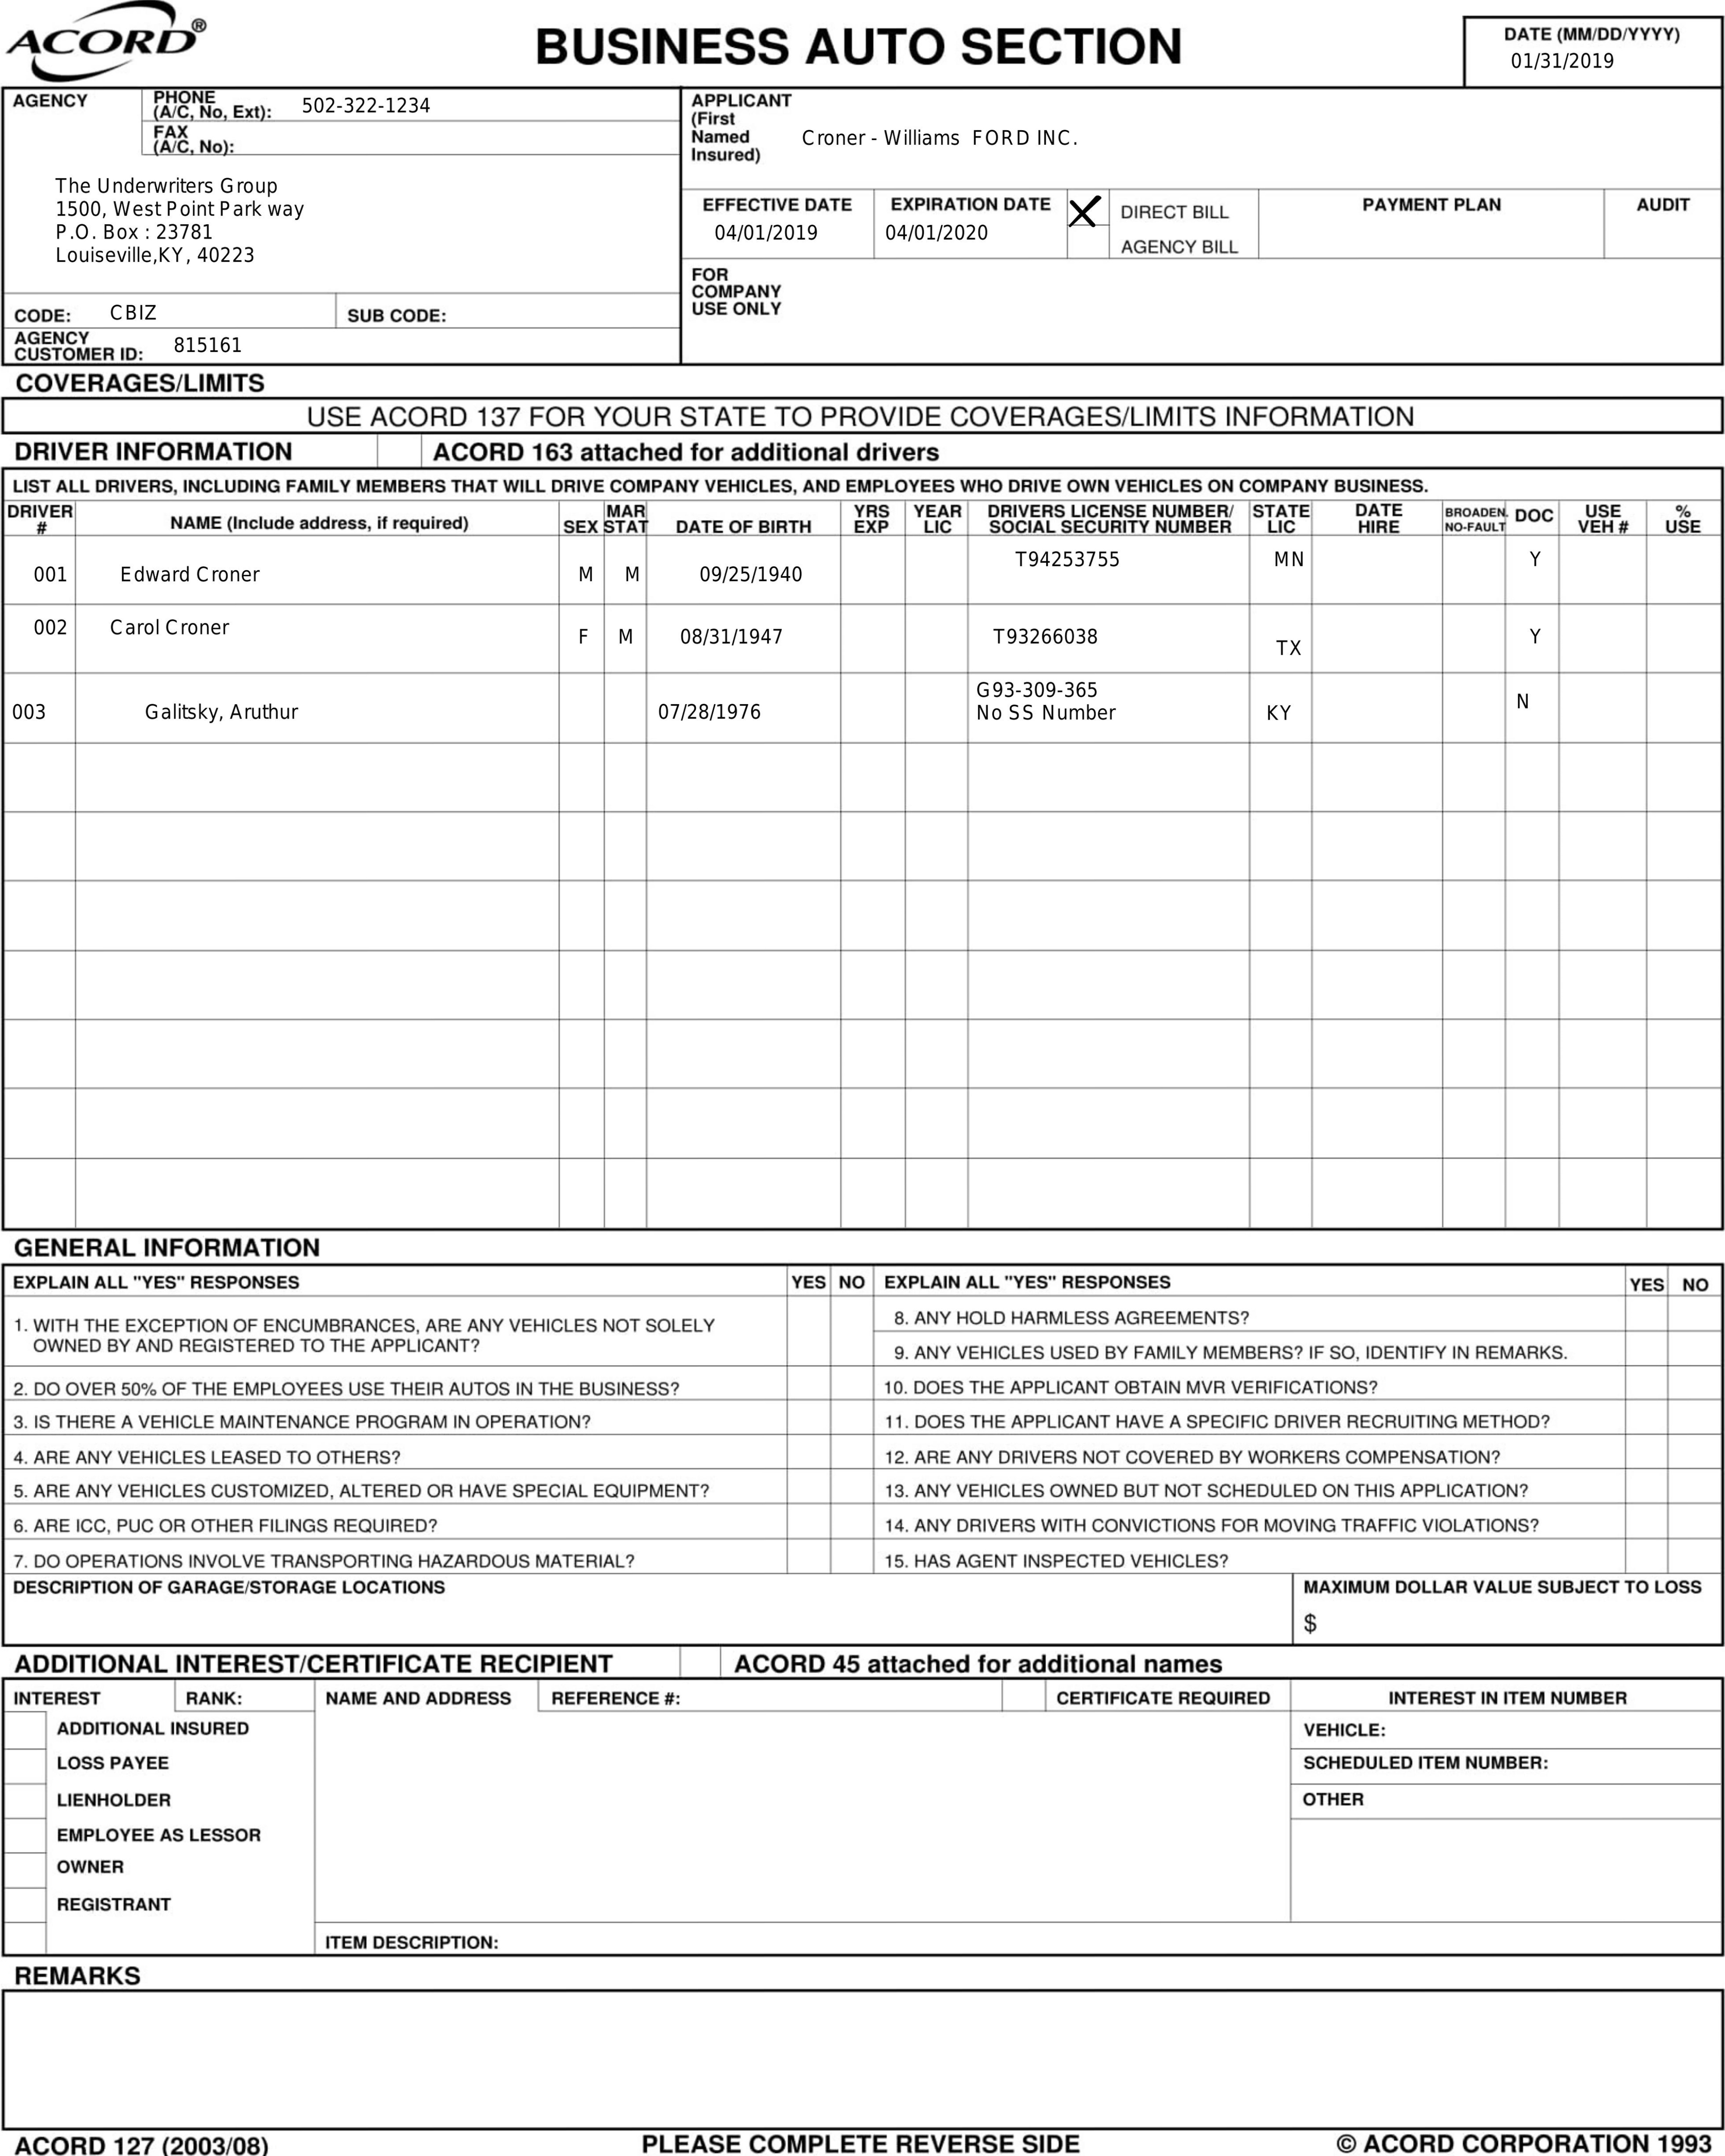 ACORD®
BUSINESS AUTO SECTION
DATE (MM/DD/YYYY)
01/31/2019
AGENCY
PHONE
(A/C, No, Ext): 502-322-1234
FAX
(A/C, No):
The Underwriters Group
1500, West Point Park way
P.O. Box : 23781
Louiseville,KY, 40223
CODE: CBIZ
SUB CODE:
AGENCY
CUSTOMER ID: 815161
APPLICANT
(First
Named
Insured)
Croner - Williams FORD INC.
EFFECTIVE DATE
04/01/2019
EXPIRATION DATE
04/01/2020
X DIRECT BILL
AGENCY BILL
PAYMENT PLAN
AUDIT
FOR
COMPANY
USE ONLY
COVERAGES/LIMITS
USE ACORD 137 FOR YOUR STATE TO PROVIDE COVERAGES/LIMITS INFORMATION
DRIVER INFORMATION
ACORD 163 attached for additional drivers
LIST ALL DRIVERS, INCLUDING FAMILY MEMBERS THAT WILL DRIVE COMPANY VEHICLES, AND EMPLOYEES WHO DRIVE OWN VEHICLES ON COMPANY BUSINESS.
DRIVER
#
NAME (Include address, if required)
SEX
MAR
STAT
DATE OF BIRTH
YRS
EXP
YEAR
LIC
DRIVERS LICENSE NUMBER/
SOCIAL SECURITY NUMBER
STATE
LIC
DATE
HIRE
BROADEN.
NO-FAULT
DOC
USE
VEH #
%
USE
001 Edward Croner M M 09/25/1940 T94253755 MN Y
002 Carol Croner F M 08/31/1947 T93266038 TX Y
003 Galitsky, Aruthur 07/28/1976 G93-309-365
No SS Number KY N
GENERAL INFORMATION
EXPLAIN ALL "YES" RESPONSES YES NO
1. WITH THE EXCEPTION OF ENCUMBRANCES, ARE ANY VEHICLES NOT SOLELY
OWNED BY AND REGISTERED TO THE APPLICANT?
2. DO OVER 50% OF THE EMPLOYEES USE THEIR AUTOS IN THE BUSINESS?
3. IS THERE A VEHICLE MAINTENANCE PROGRAM IN OPERATION?
4. ARE ANY VEHICLES LEASED TO OTHERS?
5. ARE ANY VEHICLES CUSTOMIZED, ALTERED OR HAVE SPECIAL EQUIPMENT?
6. ARE ICC, PUC OR OTHER FILINGS REQUIRED?
7. DO OPERATIONS INVOLVE TRANSPORTING HAZARDOUS MATERIAL?
EXPLAIN ALL "YES" RESPONSES YES NO
8. ANY HOLD HARMLESS AGREEMENTS?
9. ANY VEHICLES USED BY FAMILY MEMBERS? IF SO, IDENTIFY IN REMARKS.
10. DOES THE APPLICANT OBTAIN MVR VERIFICATIONS?
11. DOES THE APPLICANT HAVE A SPECIFIC DRIVER RECRUITING METHOD?
12. ARE ANY DRIVERS NOT COVERED BY WORKERS COMPENSATION?
13. ANY VEHICLES OWNED BUT NOT SCHEDULED ON THIS APPLICATION?
14. ANY DRIVERS WITH CONVICTIONS FOR MOVING TRAFFIC VIOLATIONS?
15. HAS AGENT INSPECTED VEHICLES?
DESCRIPTION OF GARAGE/STORAGE LOCATIONS
MAXIMUM DOLLAR VALUE SUBJECT TO LOSS
$
ADDITIONAL INTEREST/CERTIFICATE RECIPIENT
ACORD 45 attached for additional names
INTEREST
RANK:
NAME AND ADDRESS
REFERENCE #:
CERTIFICATE REQUIRED
INTEREST IN ITEM NUMBER
ADDITIONAL INSURED
LOSS PAYEE
LIENHOLDER
EMPLOYEE AS LESSOR
OWNER
REGISTRANT
VEHICLE:
SCHEDULED ITEM NUMBER:
OTHER
ITEM DESCRIPTION:
REMARKS
ACORD 127 (2003/08)
PLEASE COMPLETE REVERSE SIDE
© ACORD CORPORATION 1993